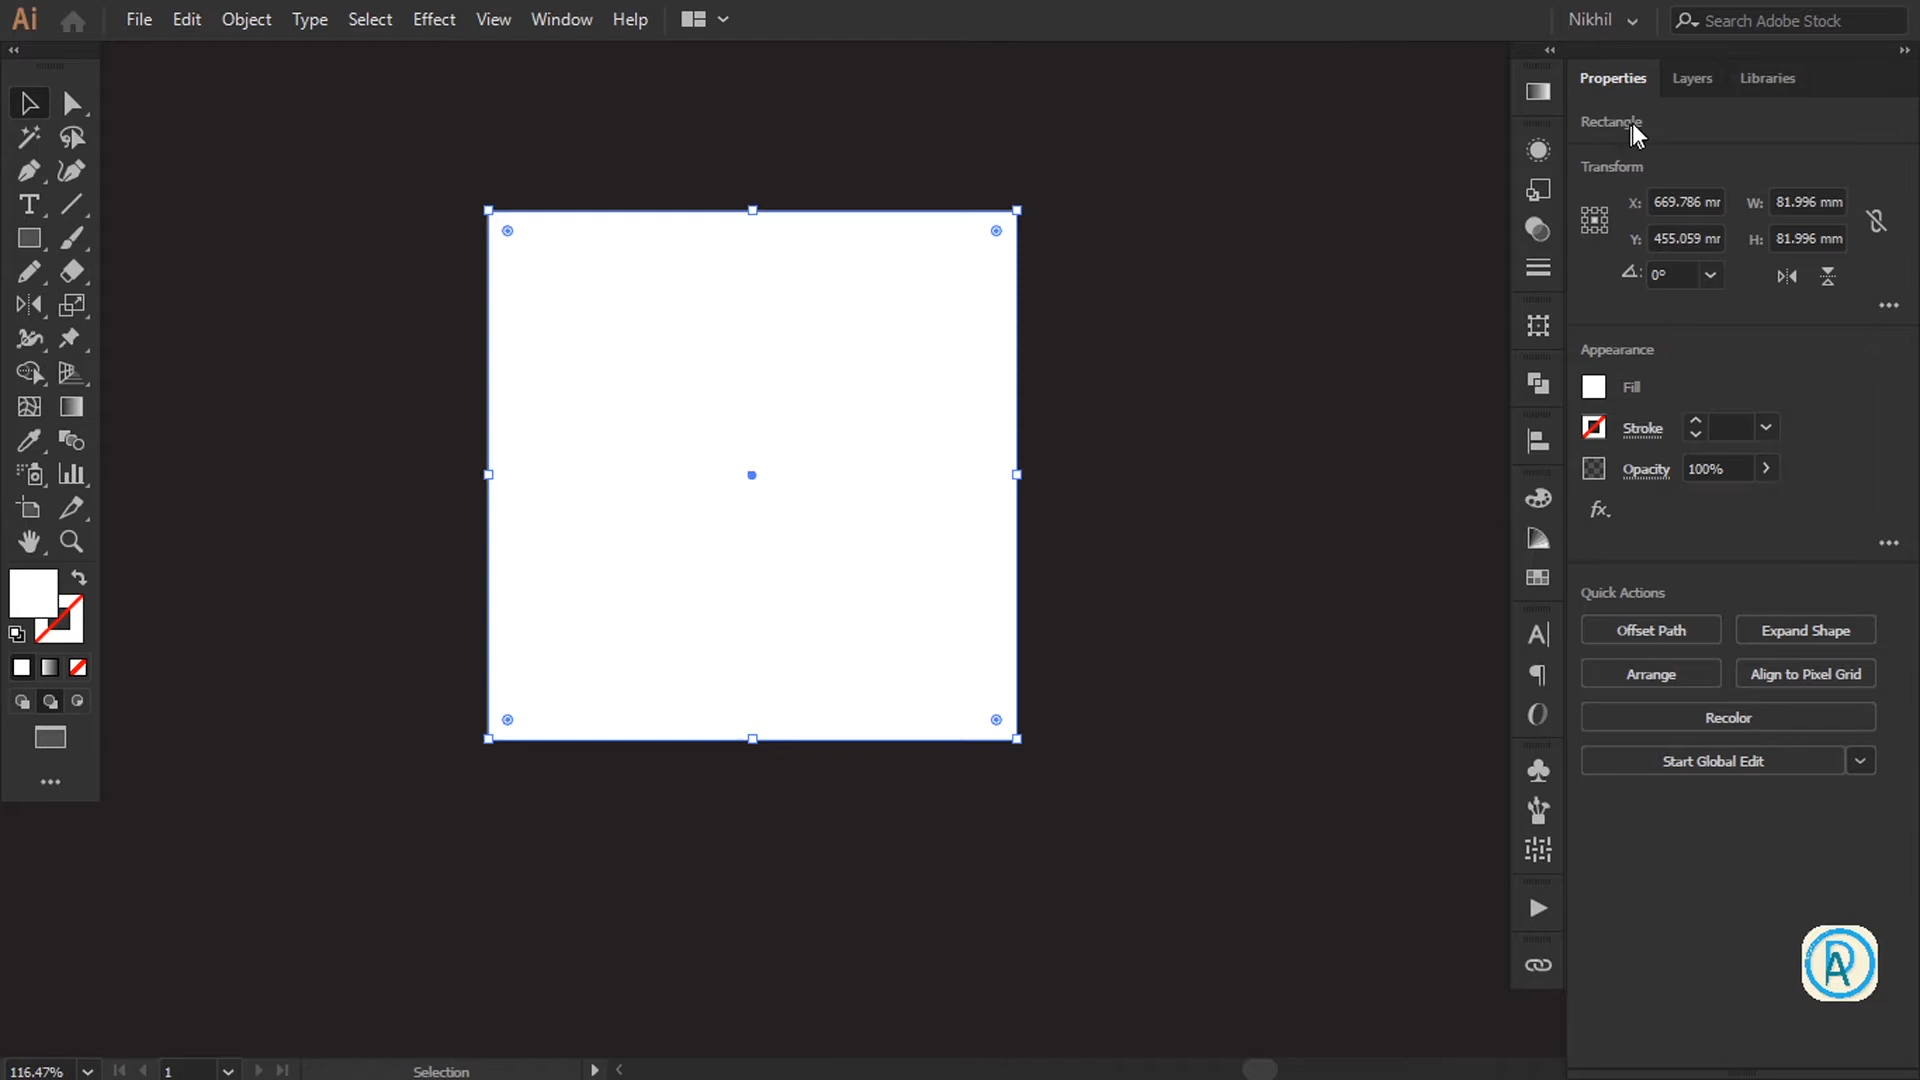 Ai File Edit Object Type Select Effect View Window Help Nikhil Search Adobe Stock
Properties Layers Libraries
Rectangle
Transform
X: 669.786 mr W: 81.996 mm
Y: 455.059 mr H: 81.996 mm
0°
Appearance
Fill
Stroke
Opacity 100%
fx.
Quick Actions
Offset Path Expand Shape
Arrange Align to Pixel Grid
Recolor
Start Global Edit
116.47% 1 Selection